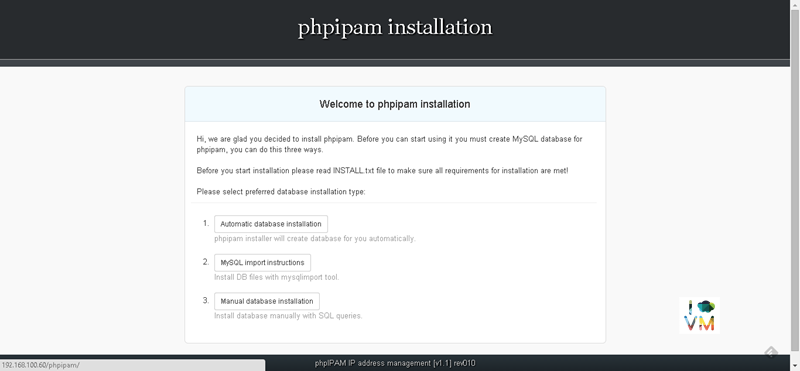 phpipam installation
Welcome to phpipam installation
Hi, we are glad you decided to install phpipam. Before you can start using it you must create MySQL database for
phpipam, you can do this three ways.
Before you start installation please read INSTALL.txt file to make sure all requirements for installation are met!
Please select preferred database installation type:
1. Automatic database installation
phpipam installer will create database for you automatically.
2. MySQL import instructions
Install DB files with mysqlimport tool.
3. Manual database installation
Install database manually with SQL queries.
I VM
phpIPAM IP address management [v1.1] rev010
192.168.100.60/phpipam/